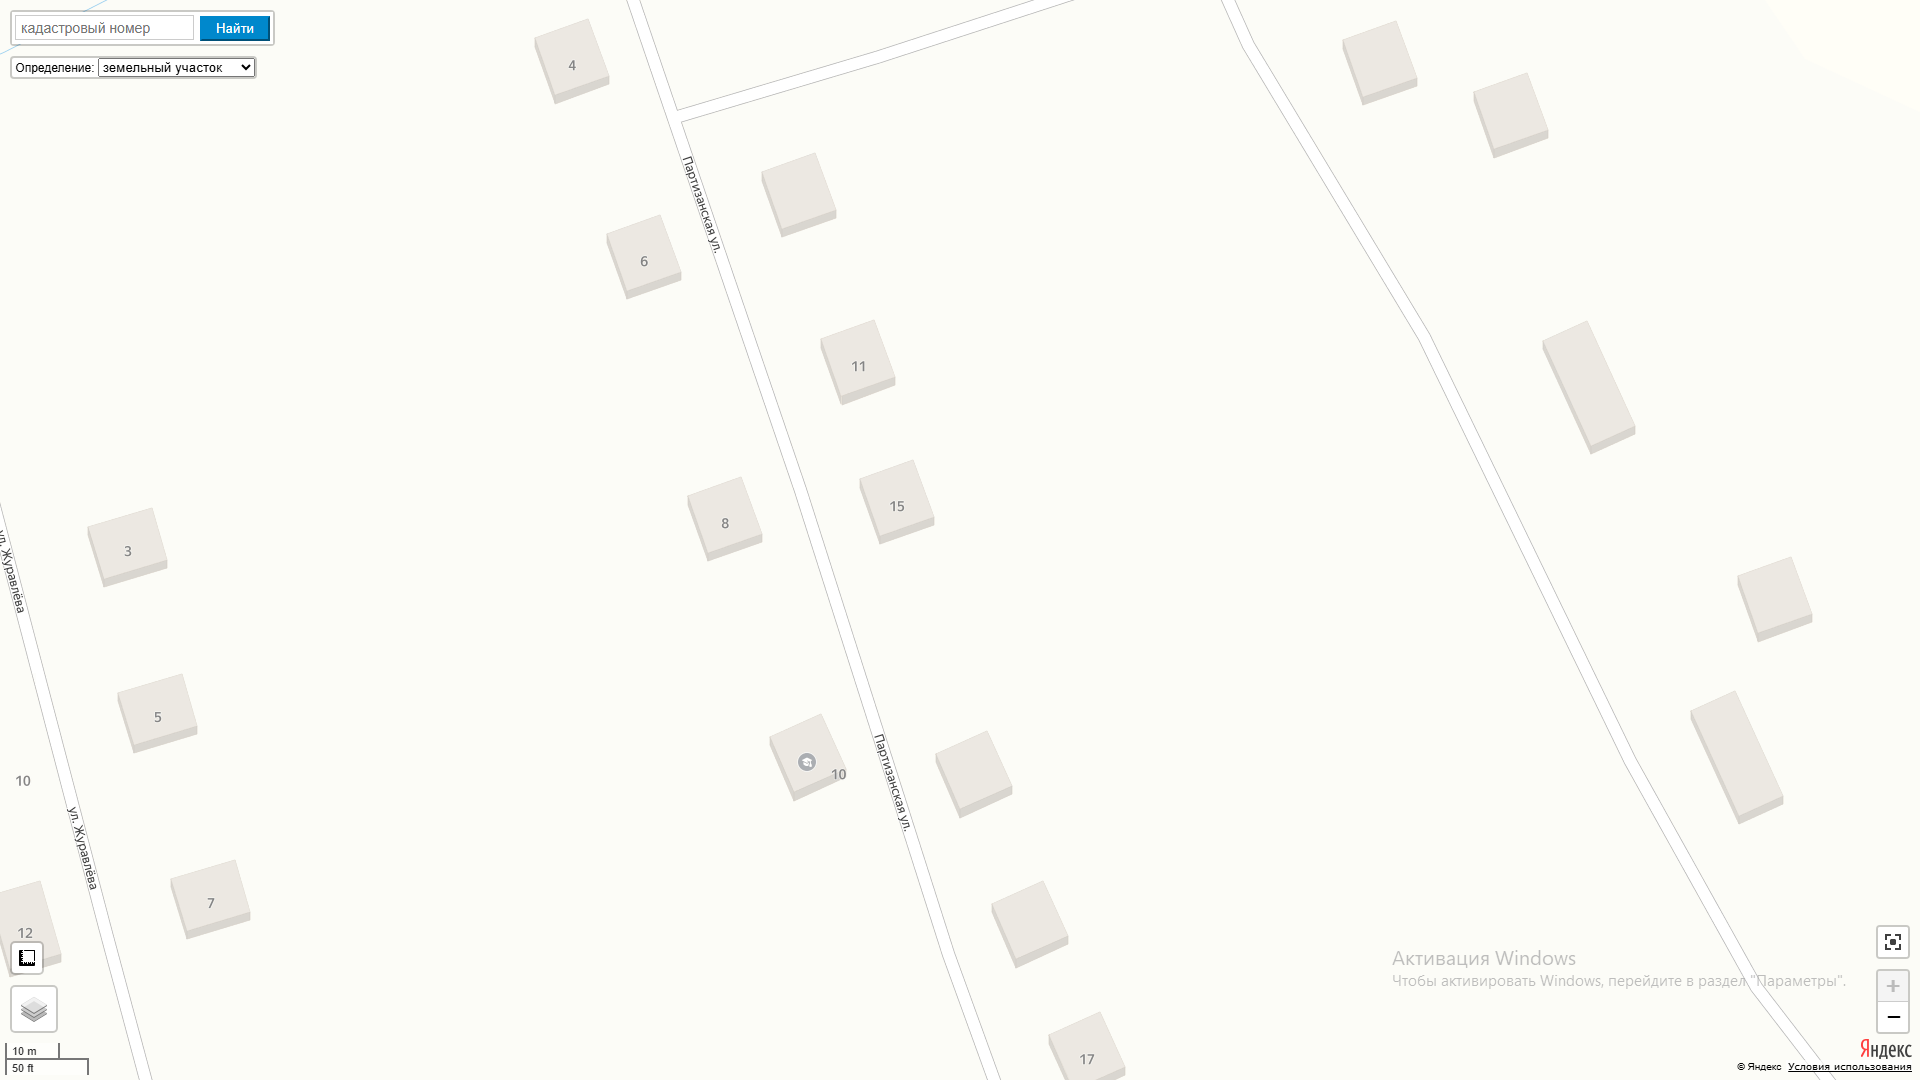 кадастровый номер
Найти
Определение: земельный участок
4
Партизанская ул.
6
11
8
15
3
ул. Журавлёва
5
10
10
Партизанская ул.
ул. Журавлёва
7
12
17
Активация Windows
Чтобы активировать Windows, перейдите в раздел "Параметры".
+
−
10 m
50 ft
Яндекс
© Яндекс Условия использования